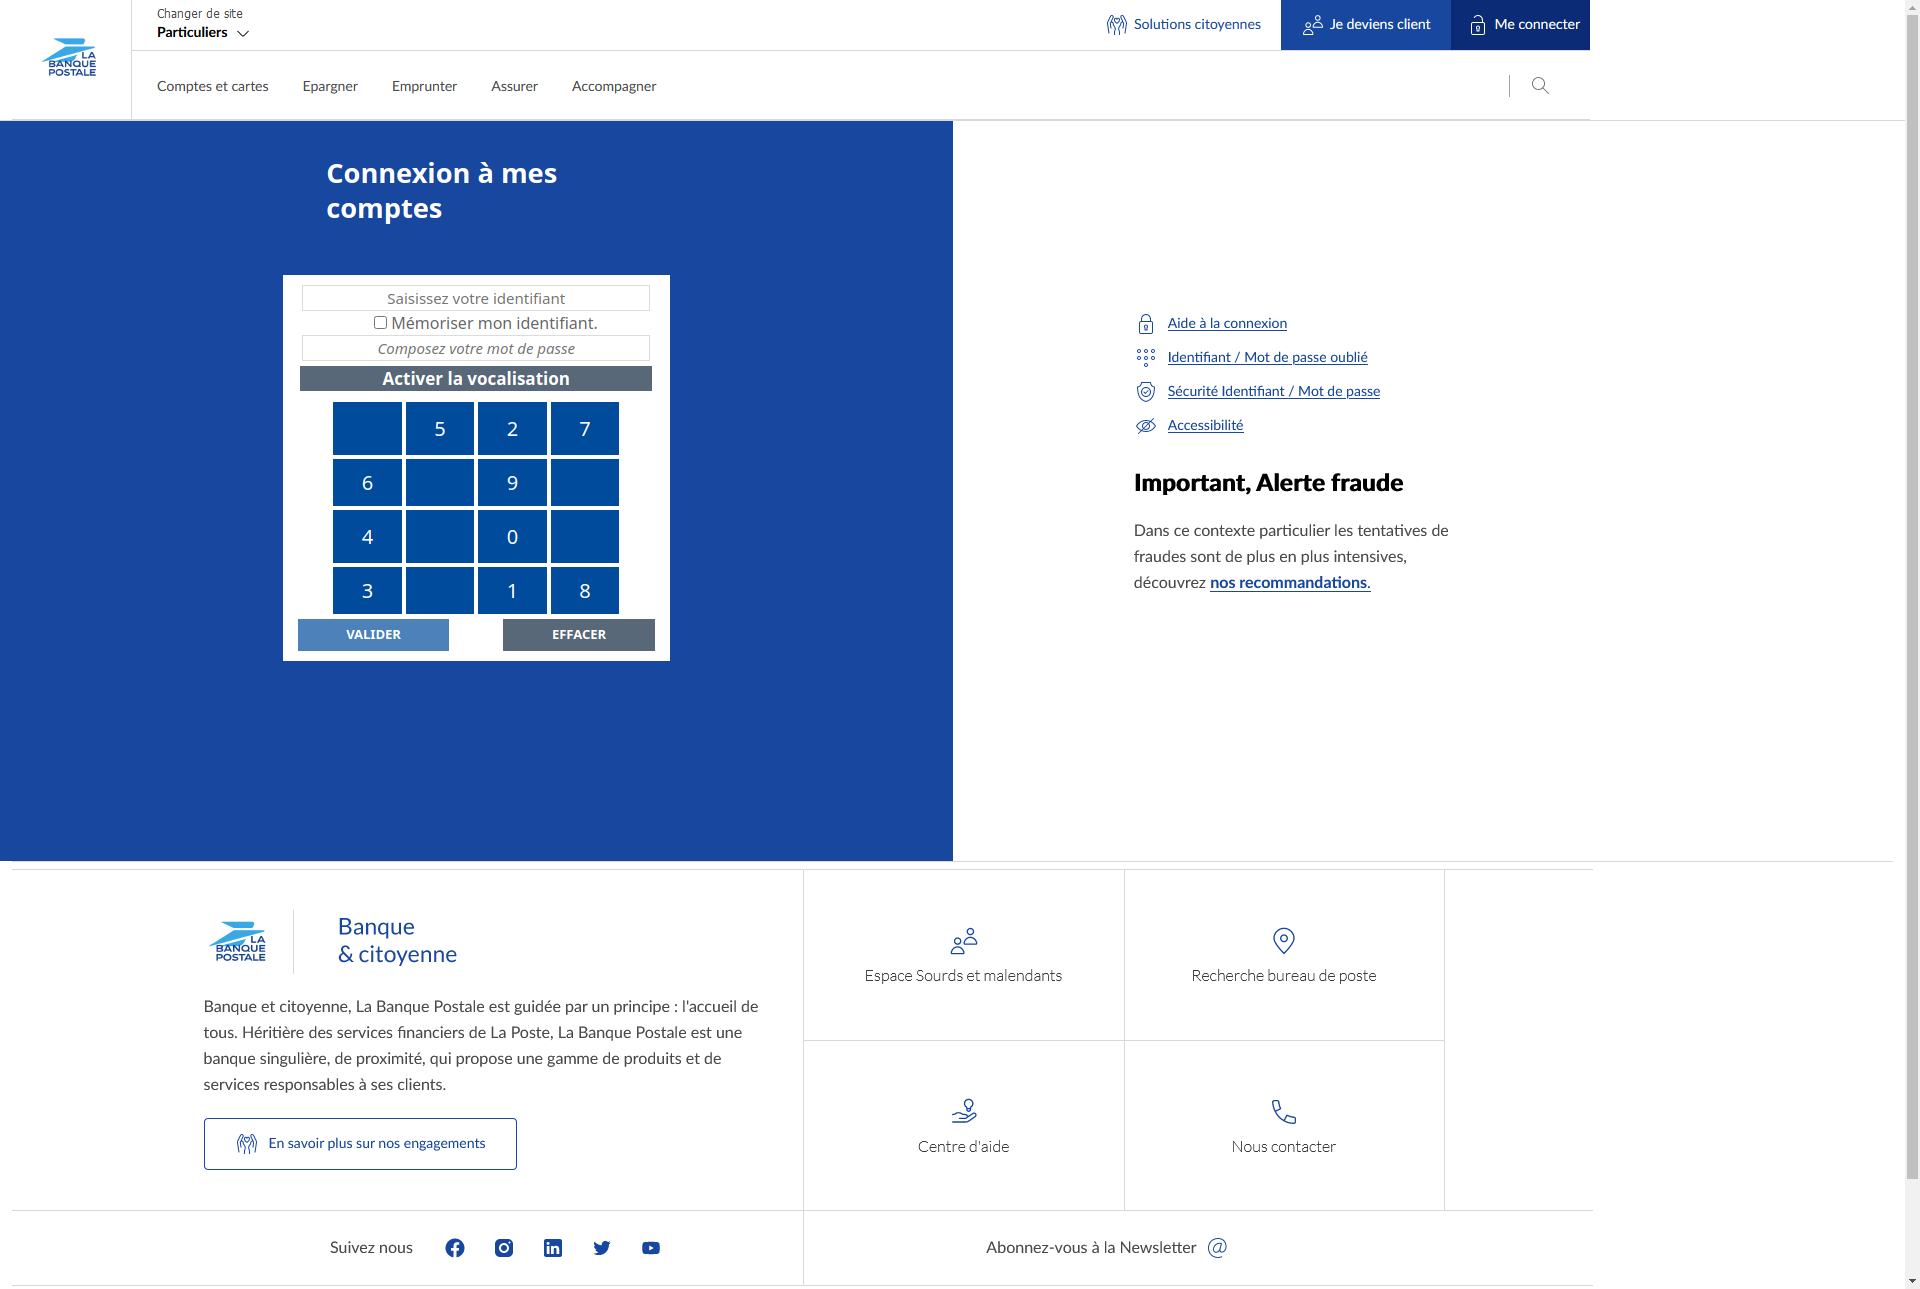 Changer de site
Particuliers
Solutions citoyennes
Je deviens client
Me connecter
LA
BANQUE
POSTALE
Comptes et cartes
Epargner
Emprunter
Assurer
Accompagner
Connexion à mes
comptes
Saisissez votre identifiant
Mémoriser mon identifiant.
Composez votre mot de passe
Activer la vocalisation
5 2 7
6 9
4 0
3 1 8
VALIDER
EFFACER
Aide à la connexion
Identifiant / Mot de passe oublié
Sécurité Identifiant / Mot de passe
Accessibilité
Important, Alerte fraude
Dans ce contexte particulier les tentatives de
fraudes sont de plus en plus intensives,
découvrez nos recommandations.
LA
BANQUE
POSTALE
Banque
& citoyenne
Banque et citoyenne, La Banque Postale est guidée par un principe : l'accueil de
tous. Héritière des services financiers de La Poste, La Banque Postale est une
banque singulière, de proximité, qui propose une gamme de produits et de
services responsables à ses clients.
En savoir plus sur nos engagements
Espace Sourds et malendants
Recherche bureau de poste
Centre d'aide
Nous contacter
Suivez nous
Abonnez-vous à la Newsletter